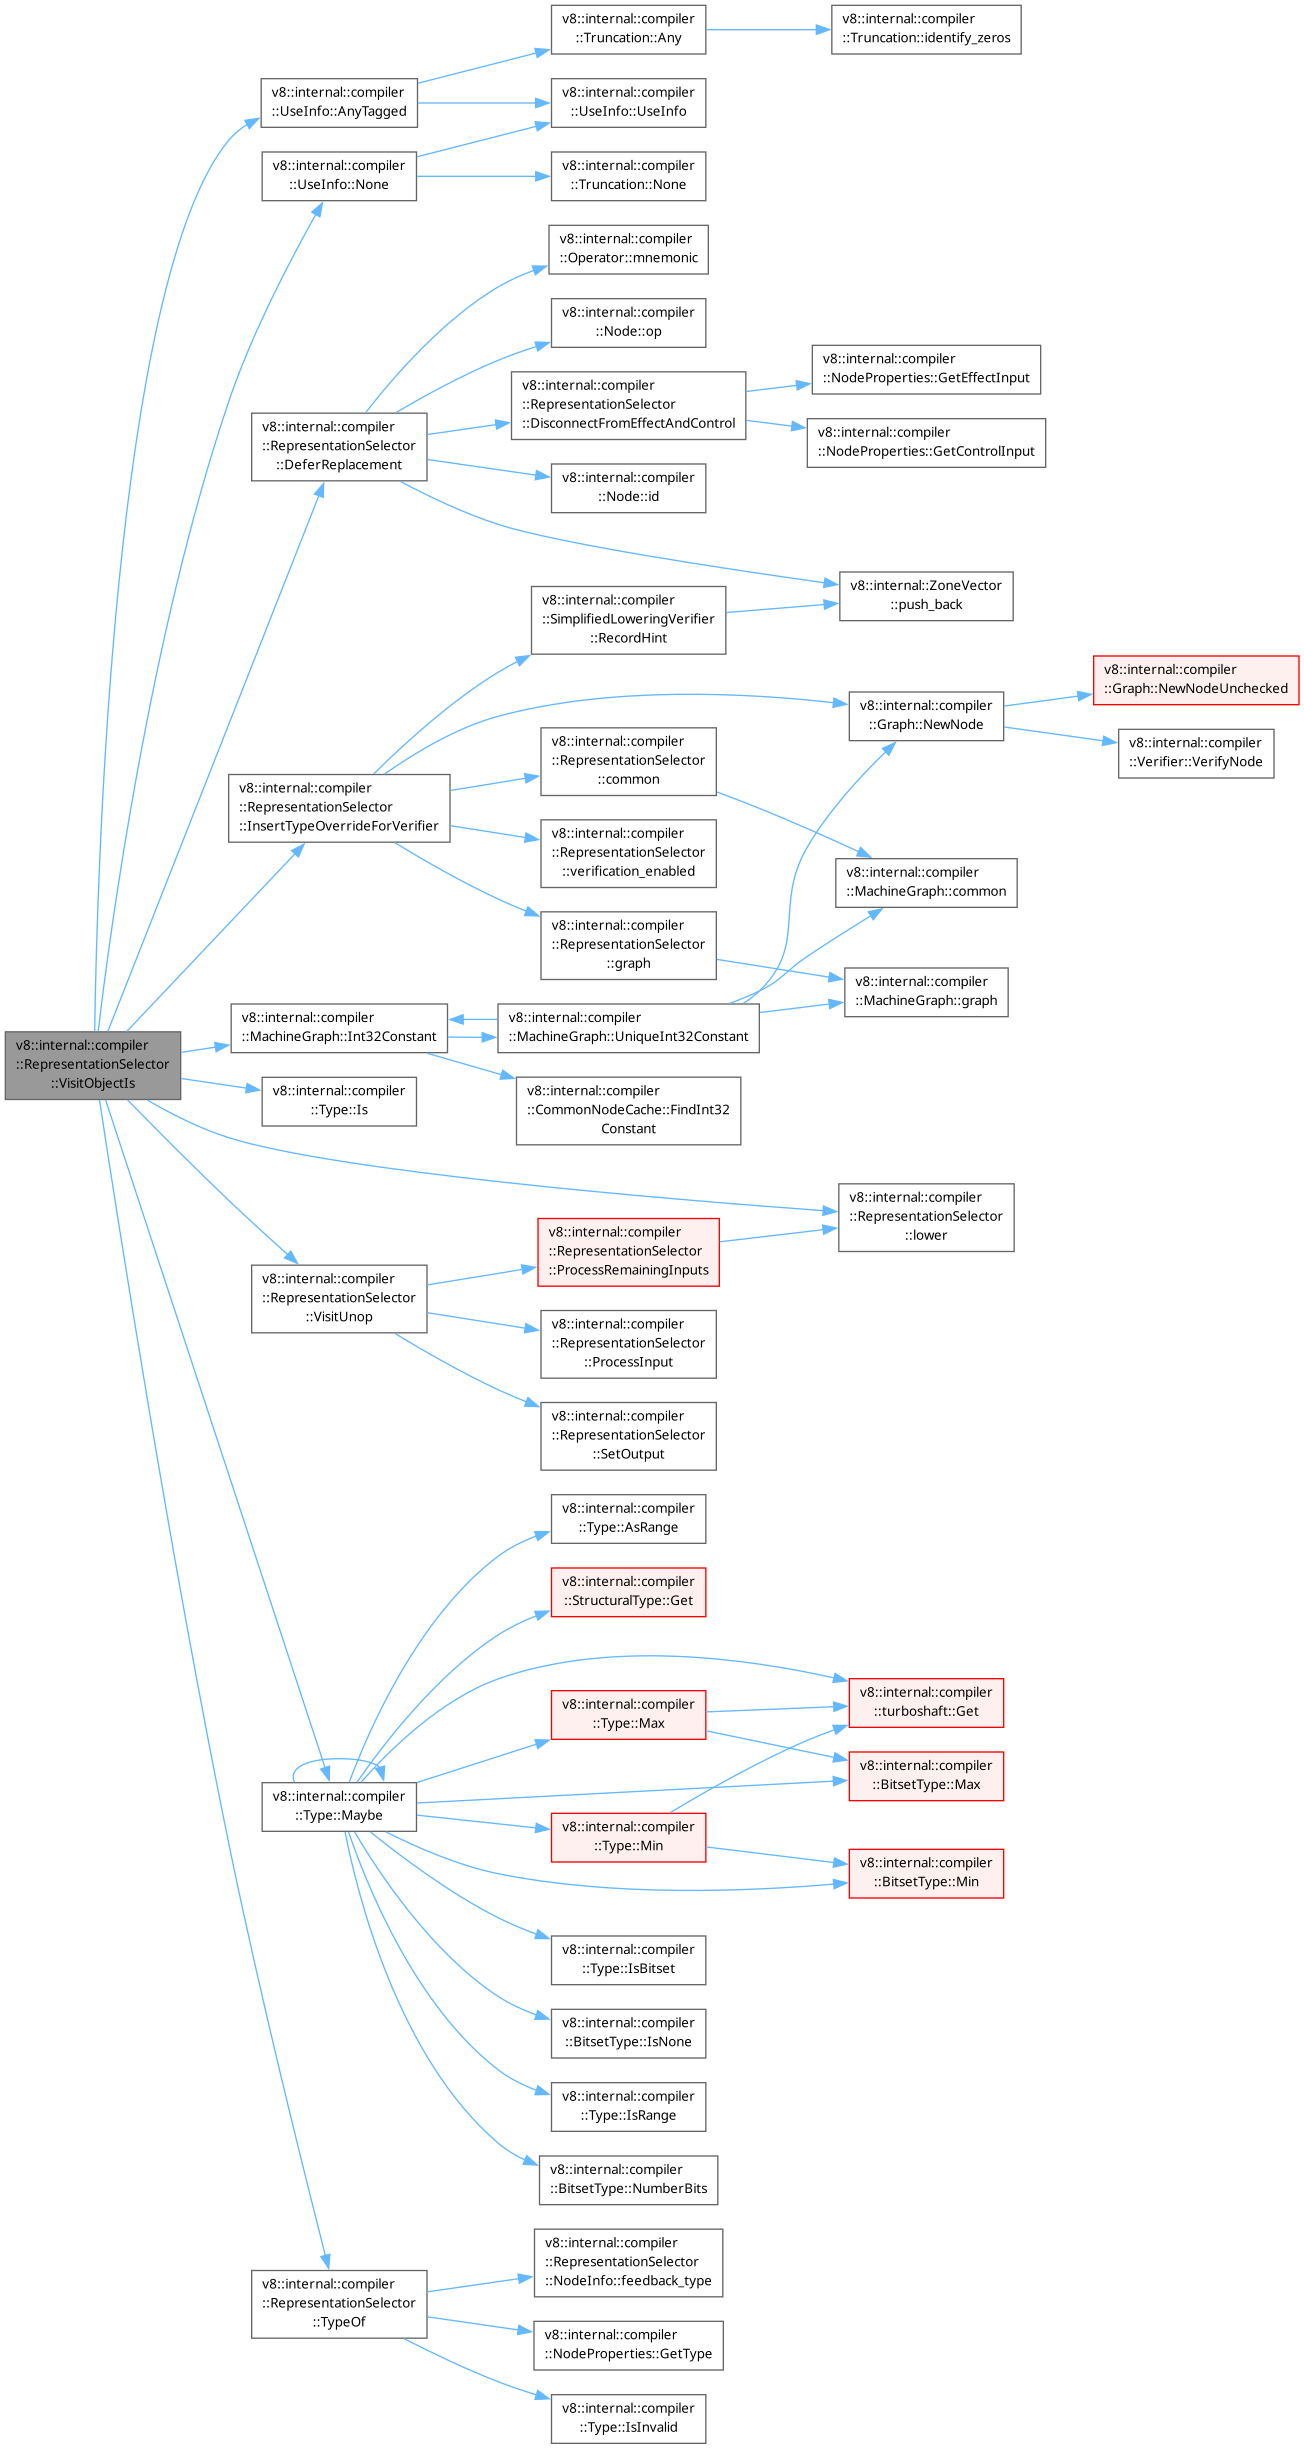 v8::internal::compiler
::RepresentationSelector
::VisitObjectIs
v8::internal::compiler
::UseInfo::AnyTagged
v8::internal::compiler
::Truncation::Any
v8::internal::compiler
::Truncation::identify_zeros
v8::internal::compiler
::UseInfo::UseInfo
v8::internal::compiler
::UseInfo::None
v8::internal::compiler
::Truncation::None
v8::internal::compiler
::RepresentationSelector
::DeferReplacement
v8::internal::compiler
::Operator::mnemonic
v8::internal::compiler
::Node::op
v8::internal::compiler
::RepresentationSelector
::DisconnectFromEffectAndControl
v8::internal::compiler
::NodeProperties::GetEffectInput
v8::internal::compiler
::NodeProperties::GetControlInput
v8::internal::compiler
::Node::id
v8::internal::ZoneVector
::push_back
v8::internal::compiler
::RepresentationSelector
::InsertTypeOverrideForVerifier
v8::internal::compiler
::SimplifiedLoweringVerifier
::RecordHint
v8::internal::compiler
::Graph::NewNode
v8::internal::compiler
::Graph::NewNodeUnchecked
v8::internal::compiler
::Verifier::VerifyNode
v8::internal::compiler
::RepresentationSelector
::common
v8::internal::compiler
::MachineGraph::common
v8::internal::compiler
::RepresentationSelector
::verification_enabled
v8::internal::compiler
::RepresentationSelector
::graph
v8::internal::compiler
::MachineGraph::graph
v8::internal::compiler
::MachineGraph::Int32Constant
v8::internal::compiler
::MachineGraph::UniqueInt32Constant
v8::internal::compiler
::CommonNodeCache::FindInt32
Constant
v8::internal::compiler
::Type::Is
v8::internal::compiler
::RepresentationSelector
::lower
v8::internal::compiler
::RepresentationSelector
::VisitUnop
v8::internal::compiler
::RepresentationSelector
::ProcessRemainingInputs
v8::internal::compiler
::RepresentationSelector
::ProcessInput
v8::internal::compiler
::RepresentationSelector
::SetOutput
v8::internal::compiler
::Type::Maybe
v8::internal::compiler
::Type::AsRange
v8::internal::compiler
::StructuralType::Get
v8::internal::compiler
::turboshaft::Get
v8::internal::compiler
::Type::Max
v8::internal::compiler
::BitsetType::Max
v8::internal::compiler
::Type::Min
v8::internal::compiler
::BitsetType::Min
v8::internal::compiler
::Type::IsBitset
v8::internal::compiler
::BitsetType::IsNone
v8::internal::compiler
::Type::IsRange
v8::internal::compiler
::BitsetType::NumberBits
v8::internal::compiler
::RepresentationSelector
::TypeOf
v8::internal::compiler
::RepresentationSelector
::NodeInfo::feedback_type
v8::internal::compiler
::NodeProperties::GetType
v8::internal::compiler
::Type::IsInvalid